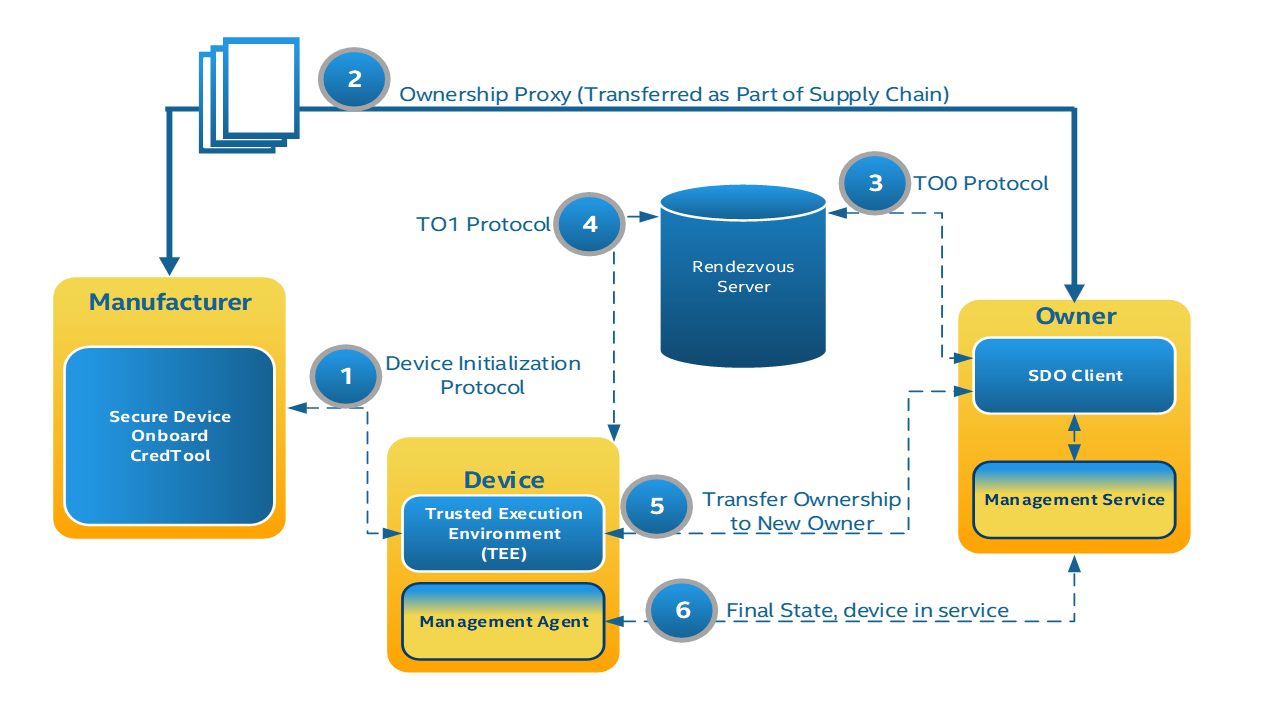 2
Ownership Proxy (Transferred as Part of Supply Chain)
3
TO0 Protocol
TO1 Protocol
4
Rendezvous
Server
Manufacturer
Secure Device
Onboard
CredTool
1
Device Initialization
Protocol
Owner
SDO Client
Management Service
Device
Trusted Execution
Environment
(TEE)
Management Agent
5
Transfer Ownership
to New Owner
6
Final State, device in service